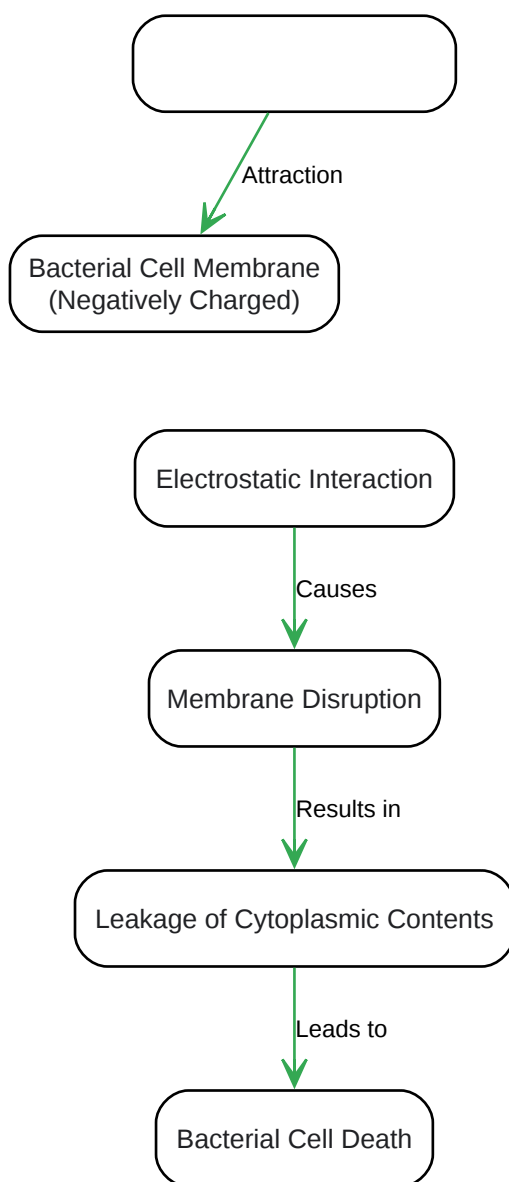 Attraction
Bacterial Cell Membrane
(Negatively Charged)
Electrostatic Interaction
Causes
Membrane Disruption
Results in
Leakage of Cytoplasmic Contents
Leads to
Bacterial Cell Death